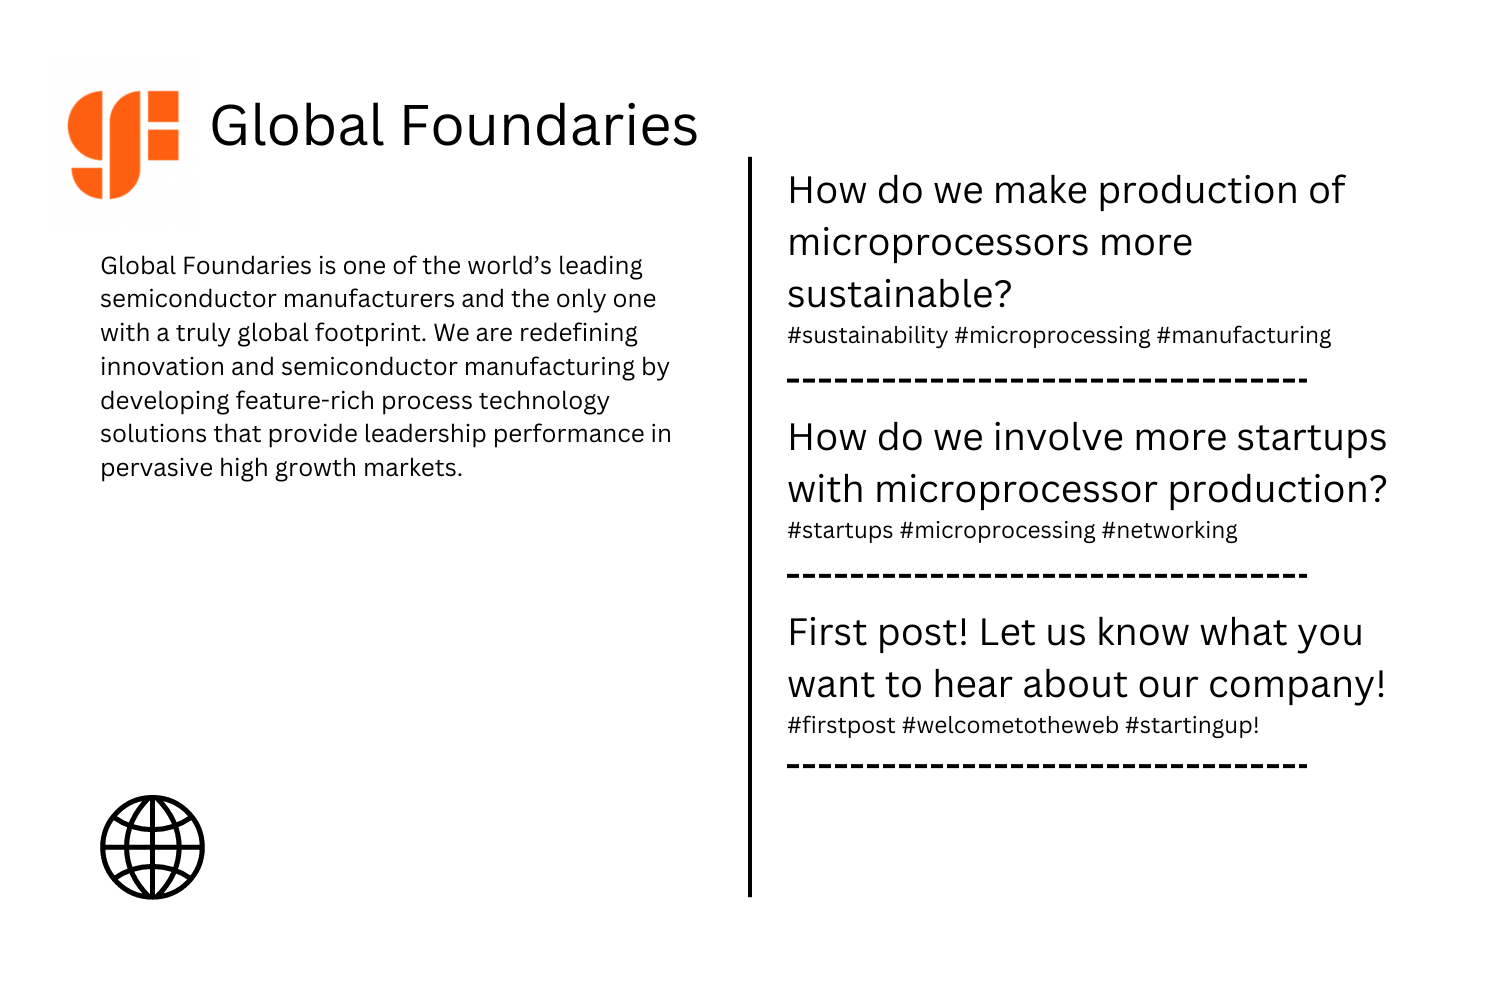 gf
Global Foundaries
Global Foundaries is one of the world’s leading
semiconductor manufacturers and the only one
with a truly global footprint. We are redefining
innovation and semiconductor manufacturing by
developing feature-rich process technology
solutions that provide leadership performance in
pervasive high growth markets.
How do we make production of
microprocessors more
sustainable?
#sustainability #microprocessing #manufacturing
How do we involve more startups
with microprocessor production?
#startups #microprocessing #networking
First post! Let us know what you
want to hear about our company!
#firstpost #welcometotheweb #startingup!